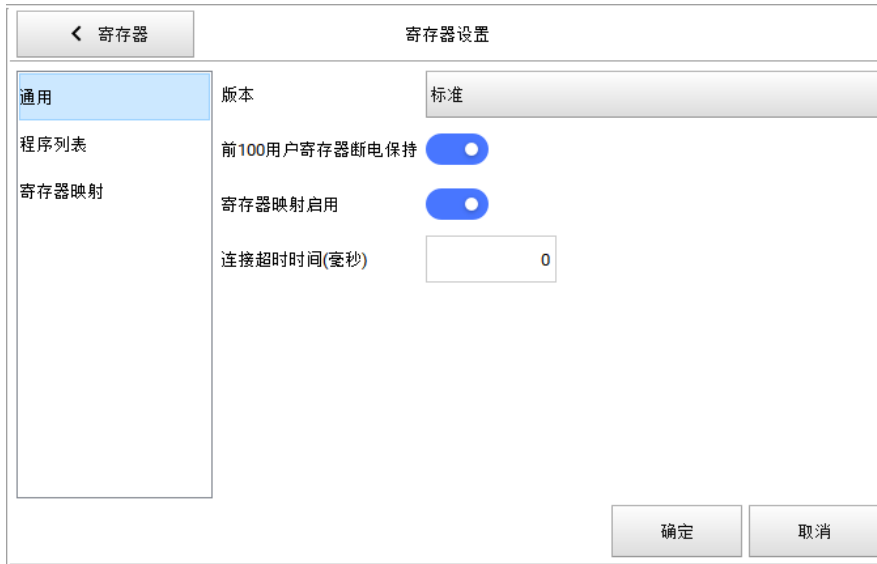 寄存器
寄存器设置
通用
程序列表
寄存器映射
版本
标准
前100用户寄存器断电保持
寄存器映射启用
连接超时时间(毫秒)
0
确定
取消